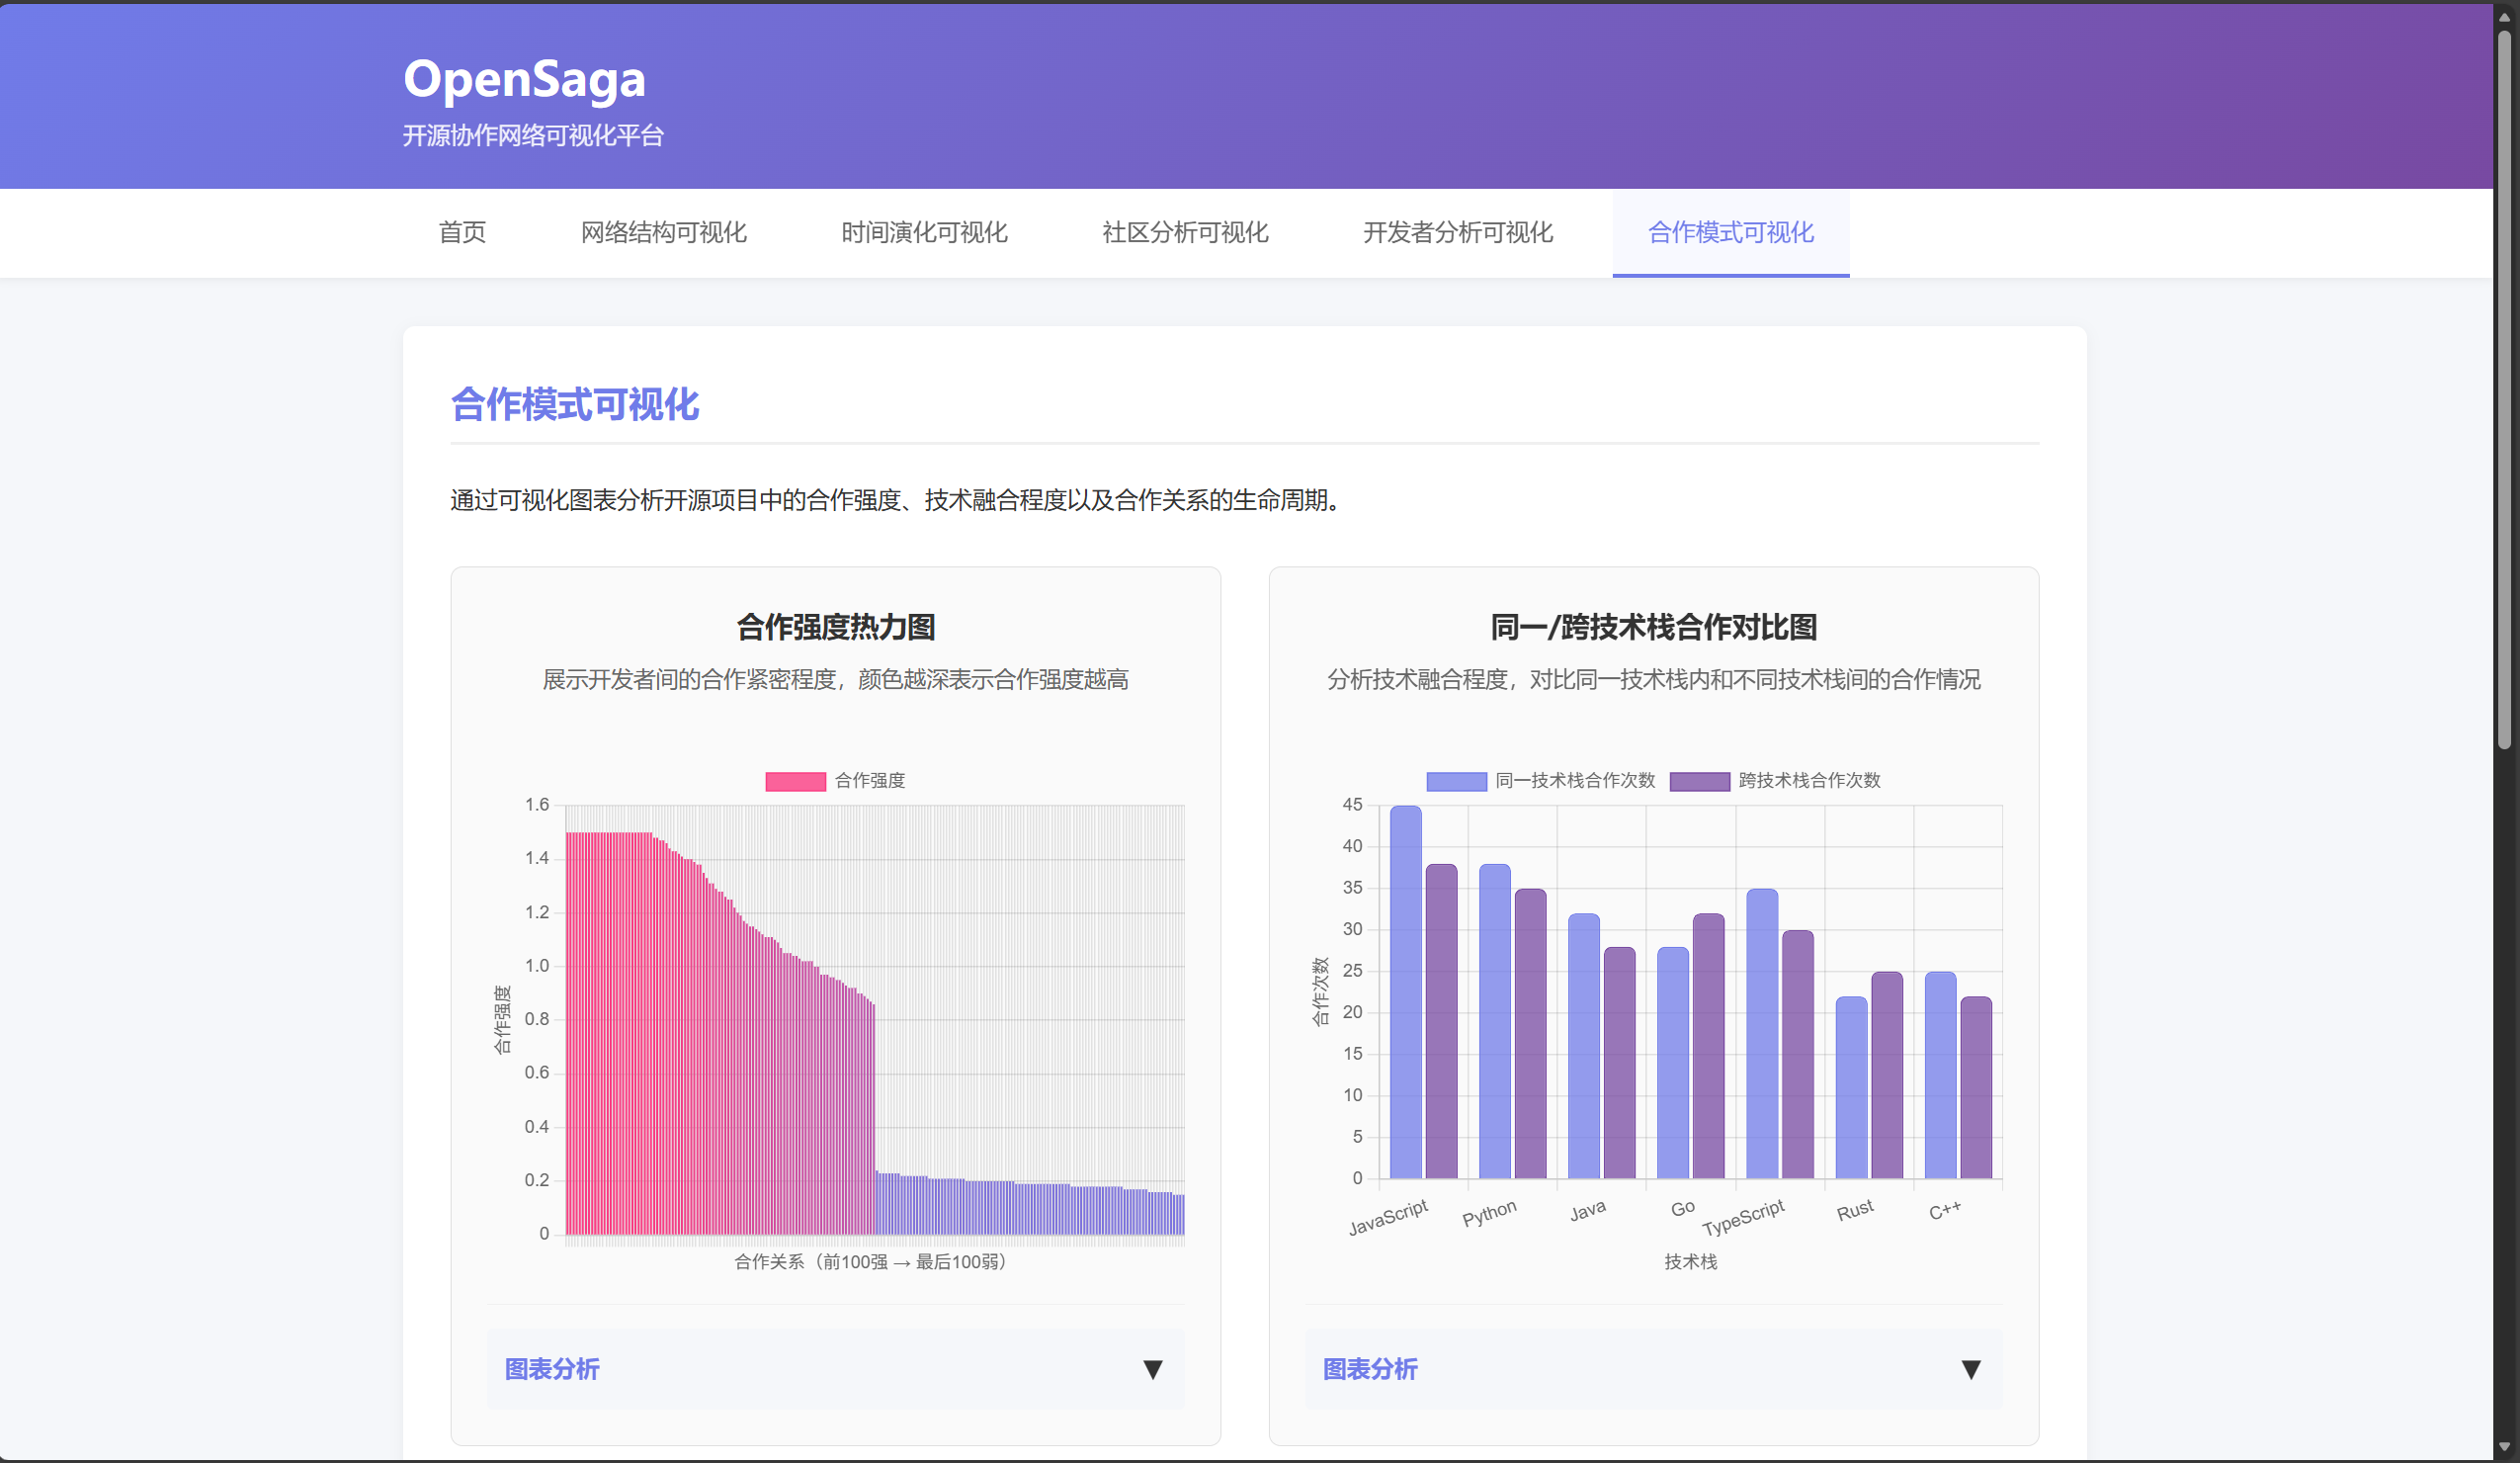 OpenSaga
开源协作网络可视化平台
首页
网络结构可视化
时间演化可视化
社区分析可视化
开发者分析可视化
合作模式可视化
合作模式可视化
通过可视化图表分析开源项目中的合作强度、技术融合程度以及合作关系的生命周期。
合作强度热力图
展示开发者间的合作紧密程度，颜色越深表示合作强度越高
合作强度
1.6
1.4
1.2
1.0
0.8
0.6
0.4
0.2
0
合作强度
合作关系（前100强 → 最后100弱）
图表分析 ▼
同一/跨技术栈合作对比图
分析技术融合程度，对比同一技术栈内和不同技术栈间的合作情况
同一技术栈合作次数 跨技术栈合作次数
45
40
35
30
25
20
15
10
5
0
合作次数
JavaScript
Python
Java
Go
TypeScript
Rust
C++
技术栈
图表分析 ▼